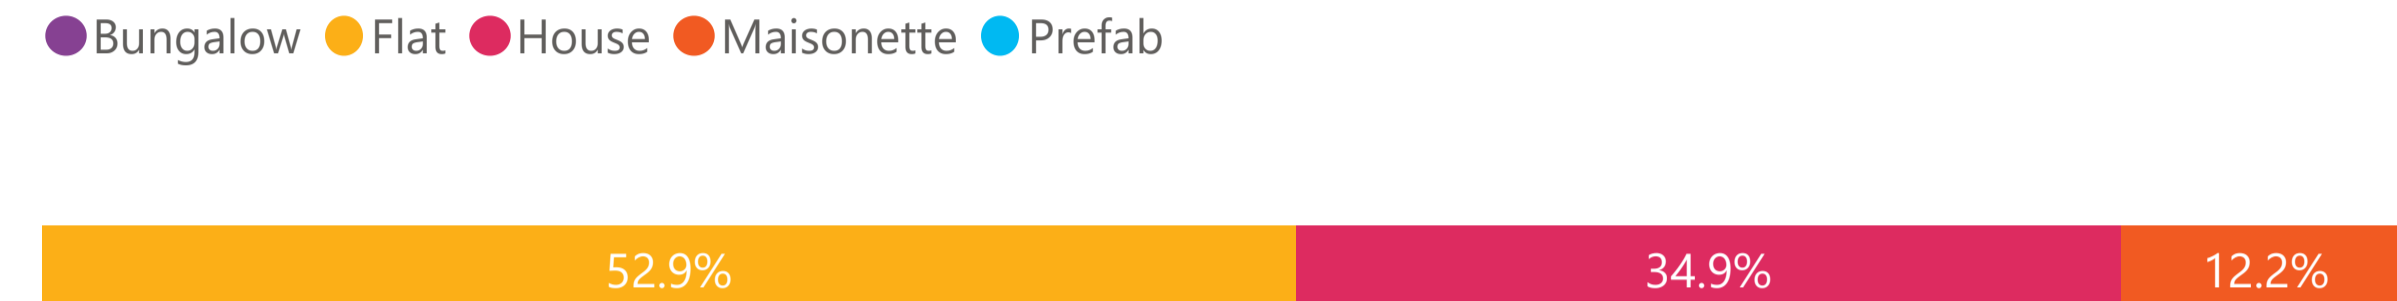 Bungalow Flat House Maisonette Prefab
52.9% 34.9% 12.2%